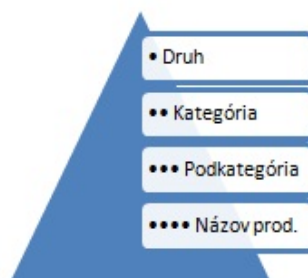 • Druh
•• Kategória
••• Podkategória
•••• Názov prod.